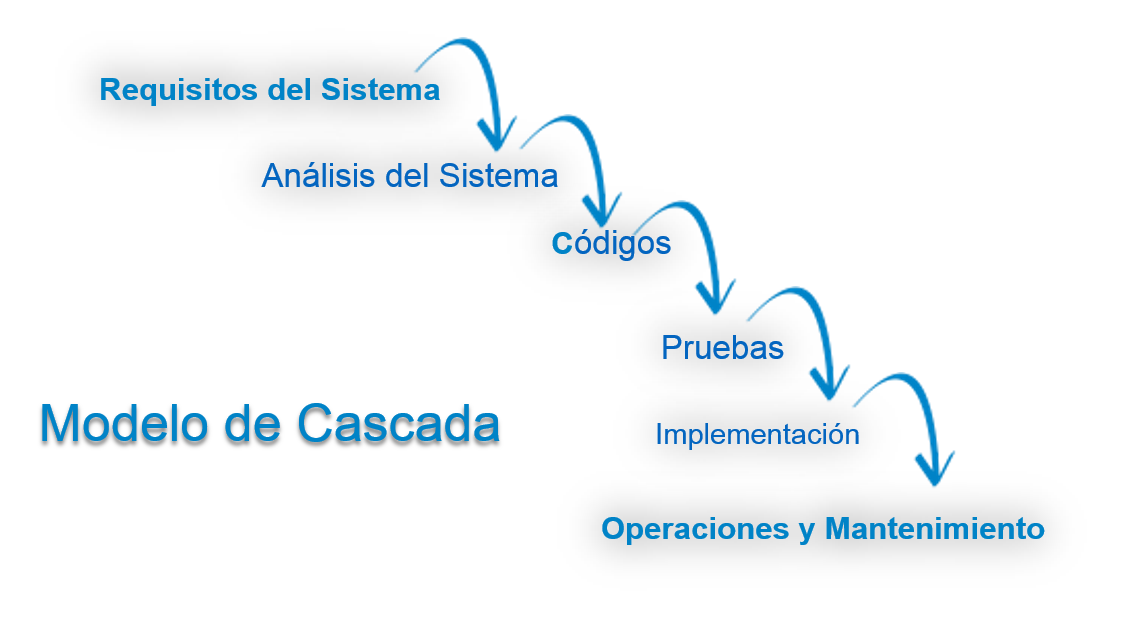 Requisitos del Sistema
Análisis del Sistema
Códigos
Pruebas
Modelo de Cascada
Implementación
Operaciones y Mantenimiento